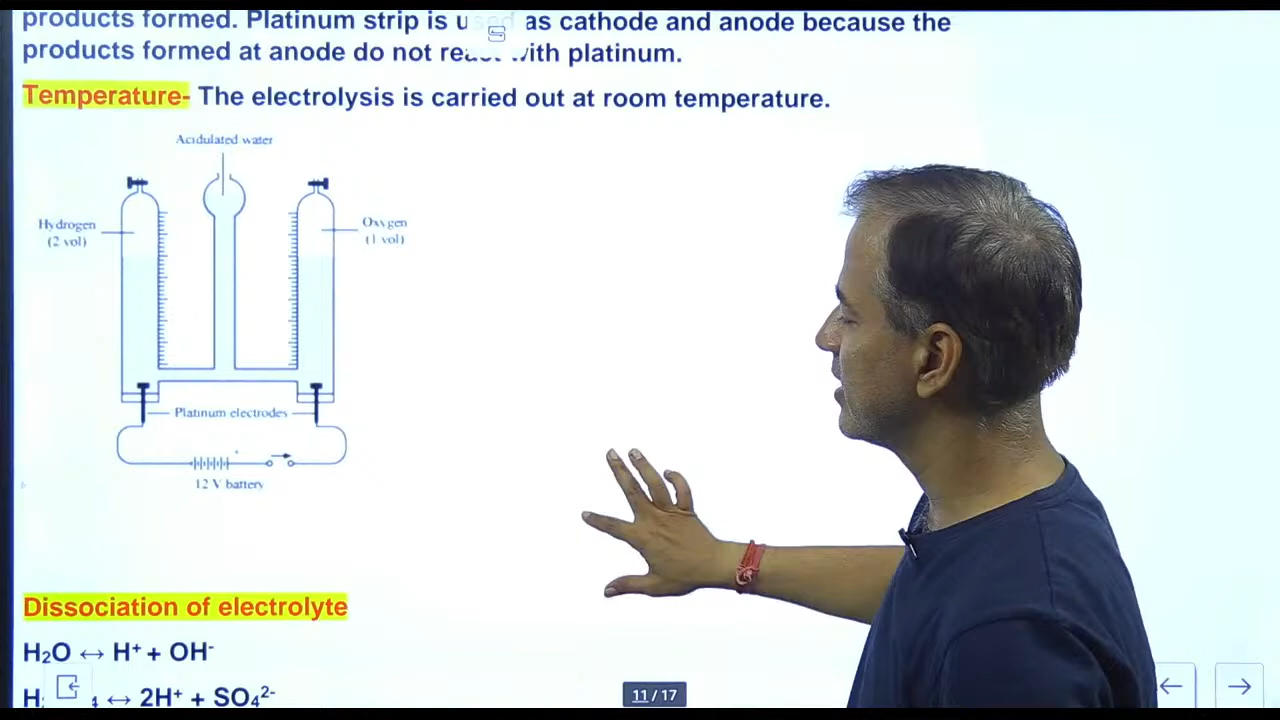 products formed. Platinum strip is used as cathode and anode because the
products formed at anode do not with platinum.
Temperature- The electrolysis is carried out at room temperature.
Acidulated water
Hydrogen
(2 vol)
Oxygen
(1 vol)
Platinum electrodes
12 V battery
Dissociation of electrolyte
H₂O ↔ H⁺ + OH⁻
↔ 2H⁺ + SO₄²⁻
11 / 17